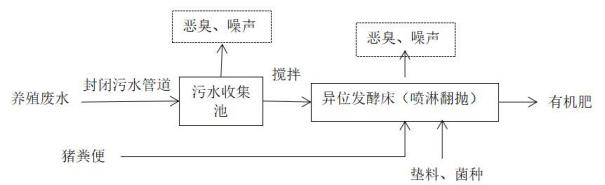 恶臭、噪声
恶臭、噪声
养殖废水
封闭污水管道
污水收集
池
搅拌
异位发酵床（喷淋翻抛）
有机肥
猪粪便
垫料、菌种